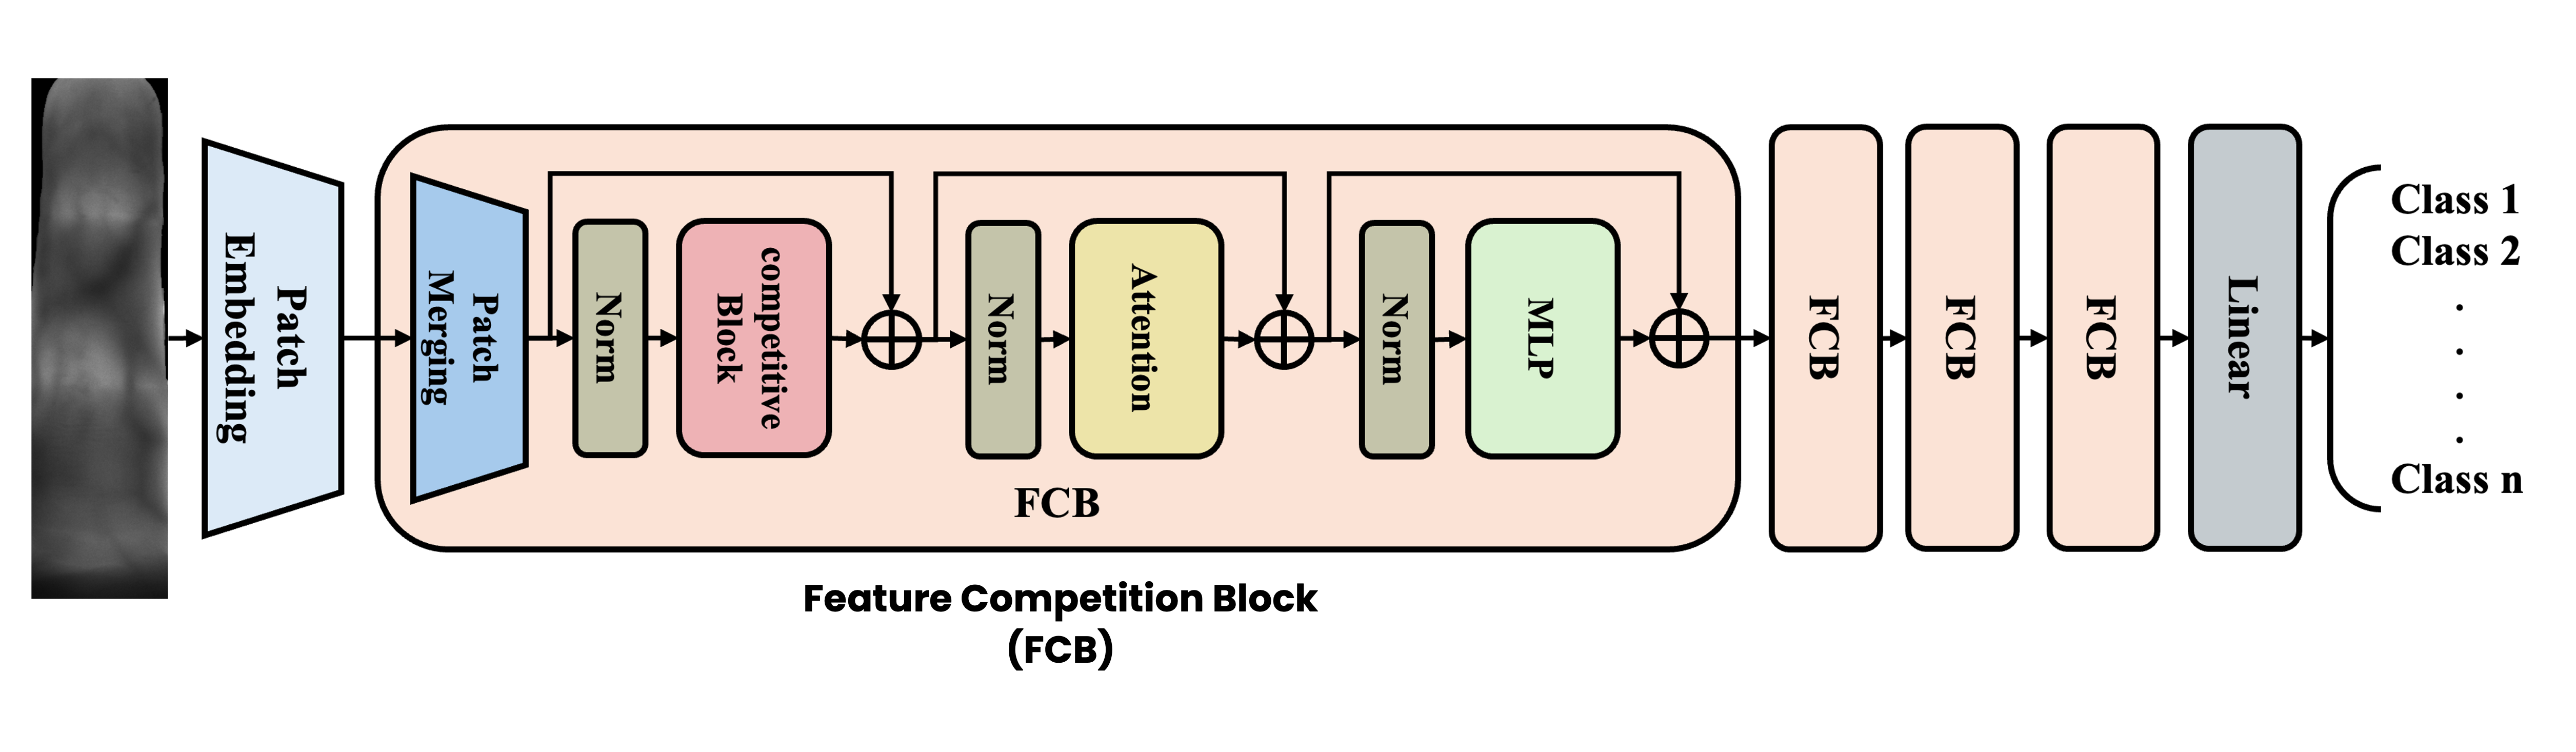 Patch
Embedding
Patch
Merging
Norm
competitive
Block
Norm
Attention
Norm
MLP
FCB
FCB
FCB
FCB
Linear
Class 1
Class 2
.
.
.
.
Class n
Feature Competition Block
(FCB)